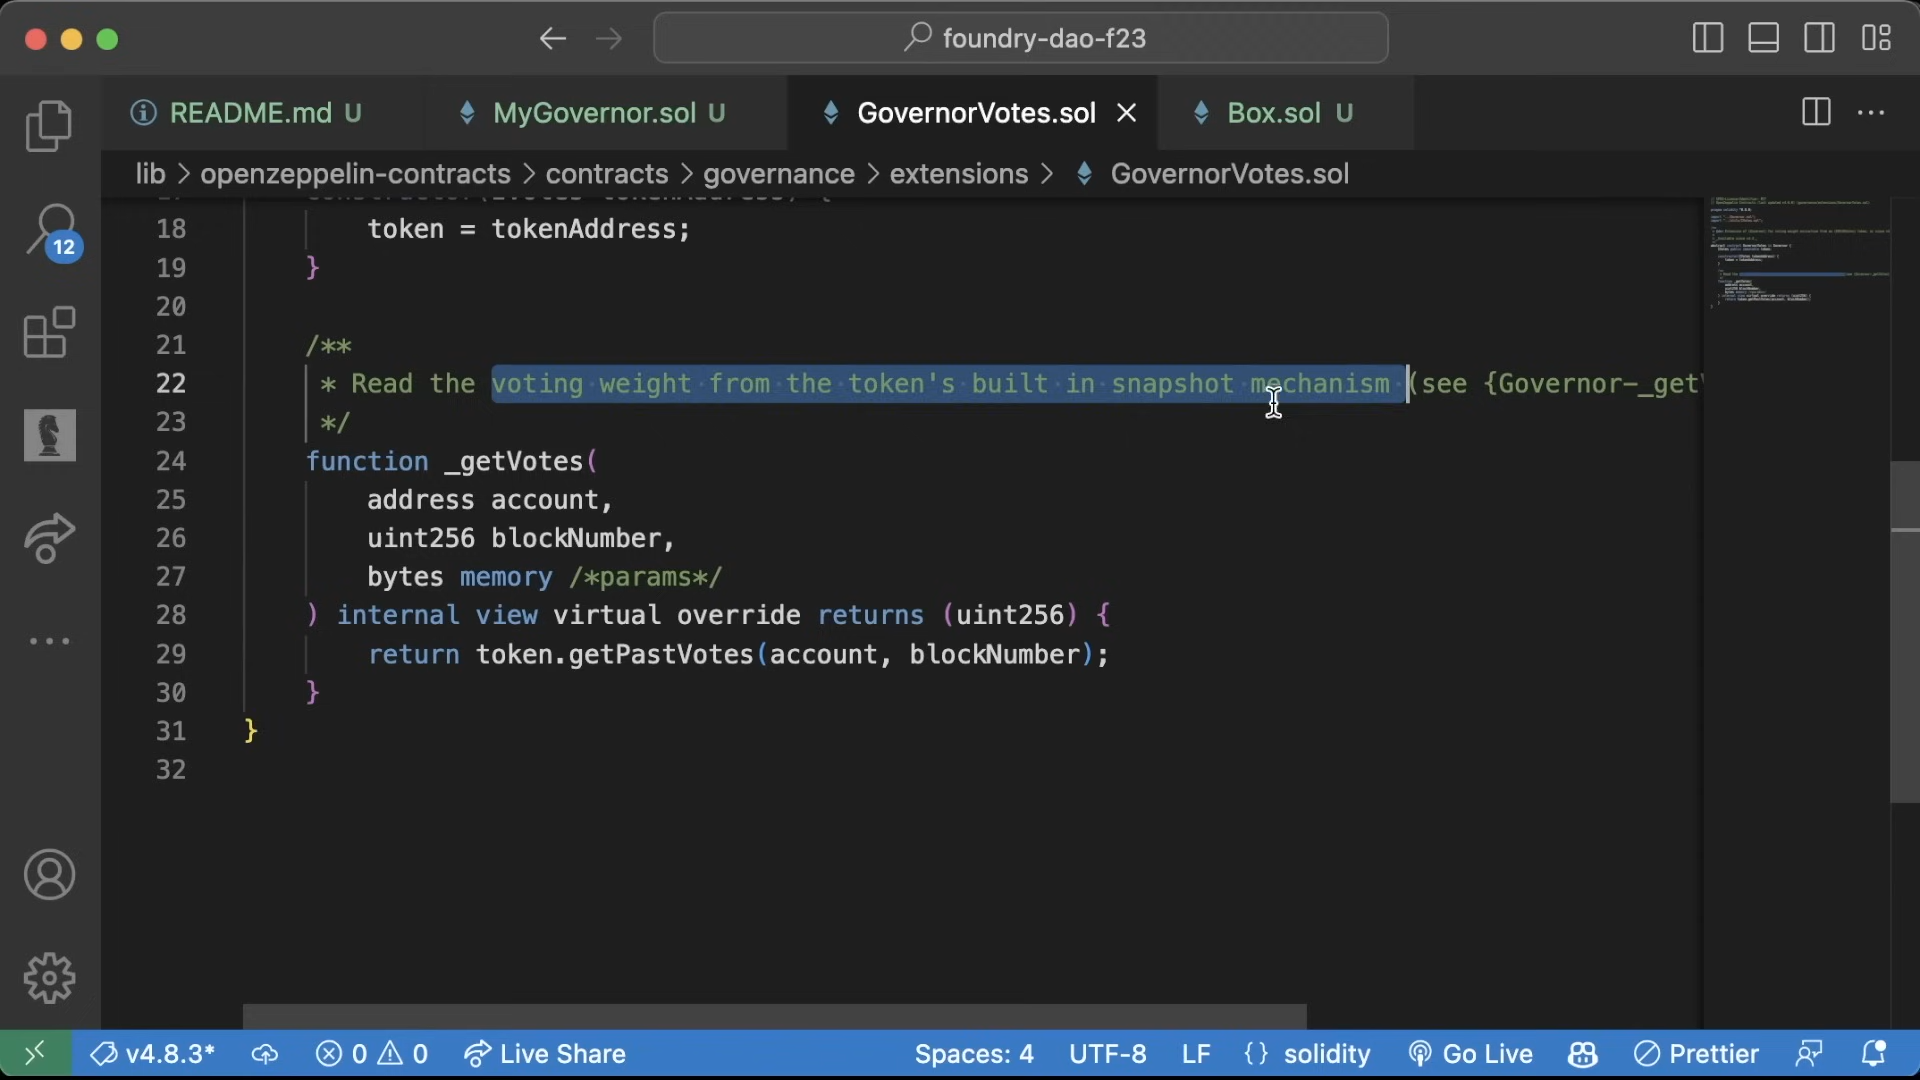 foundry-dao-f23
README.md U
MyGovernor.sol U
GovernorVotes.sol
Box.sol U
lib > openzeppelin-contracts > contracts > governance > extensions > GovernorVotes.sol
18 token = tokenAddress;
19 }
20
21 /**
22 * Read the voting weight from the token's built in snapshot mechanism (see {Governor-_get
23 */
24 function _getVotes(
25 address account,
26 uint256 blockNumber,
27 bytes memory /*params*/
28 ) internal view virtual override returns (uint256) {
29 return token.getPastVotes(account, blockNumber);
30 }
31 }
32
12
v4.8.3* 0 0 Live Share Spaces: 4 UTF-8 LF {} solidity Go Live Prettier